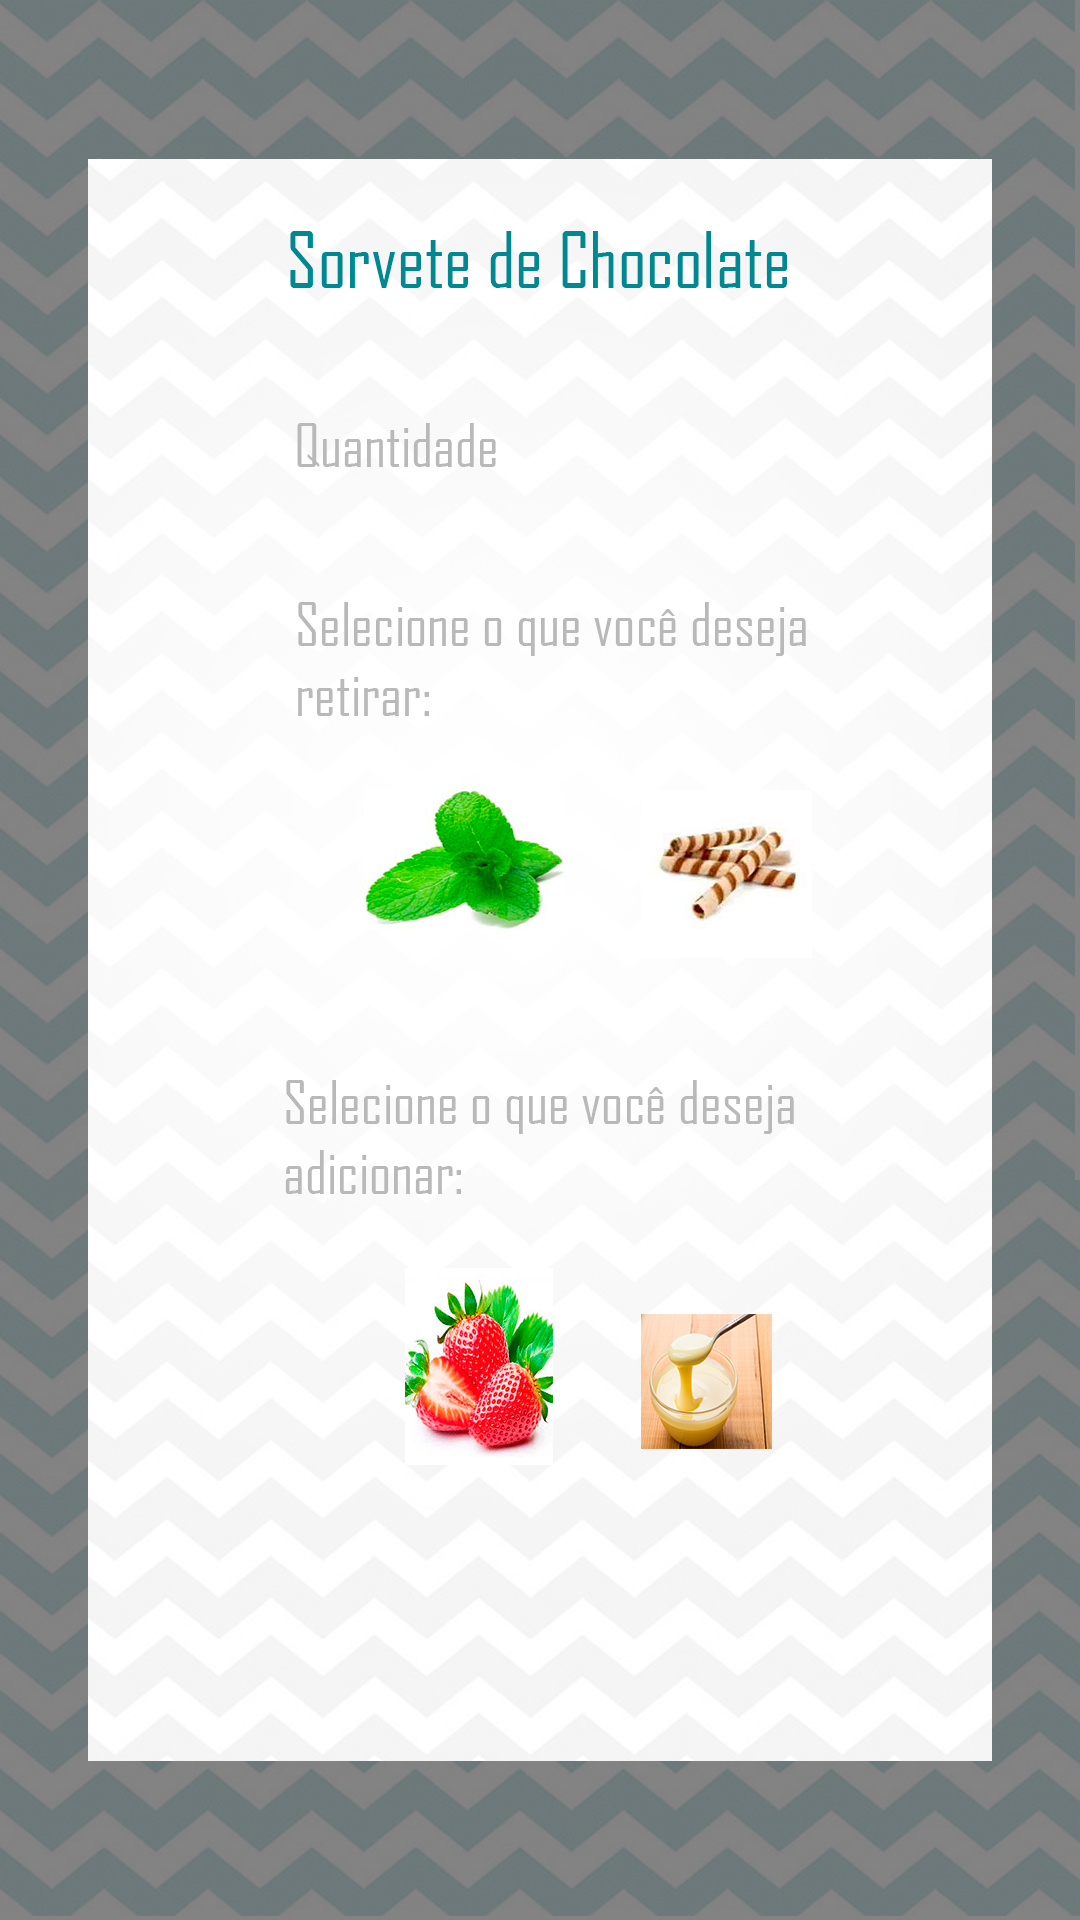 Sorvete de Chocolate
Quantidade
Selecione o que você deseja
retirar:
Selecione o que você deseja
adicionar: